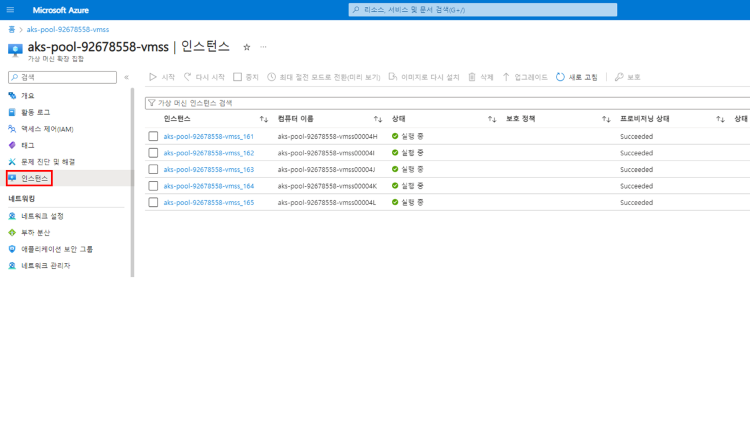 Microsoft Azure
리소스, 서비스 및 문서 검색(G+/)
홈 > aks-pool-92678558-vmss
aks-pool-92678558-vmss | 인스턴스 ☆ ...
가상 머신 확장 집합
검색
개요
활동 로그
액세스 제어(IAM)
태그
문제 진단 및 해결
인스턴스
네트워킹
네트워크 설정
부하 분산
애플리케이션 보안 그룹
네트워크 관리자
시작 다시 시작 중지 최대 절전 모드로 전환(미리 보기) 이미지로 다시 설치 삭제 업그레이드 새로 고침 보호
가상 머신 인스턴스 검색
인스턴스 컴퓨터 이름 상태 보호 정책 프로비저닝 상태 상태
aks-pool-92678558-vmss_161 aks-pool-92678558-vmss00004H 실행 중 Succeeded
aks-pool-92678558-vmss_162 aks-pool-92678558-vmss00004I 실행 중 Succeeded
aks-pool-92678558-vmss_163 aks-pool-92678558-vmss00004J 실행 중 Succeeded
aks-pool-92678558-vmss_164 aks-pool-92678558-vmss00004K 실행 중 Succeeded
aks-pool-92678558-vmss_165 aks-pool-92678558-vmss00004L 실행 중 Succeeded